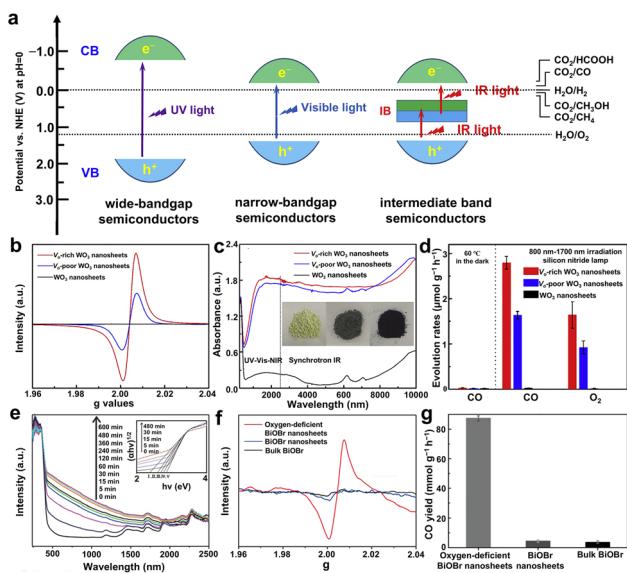 a
CB
VB
Potential vs. NHE (V) at pH=0
−1.0
0.0
1.0
2.0
3.0
e⁻
UV light
h⁺
wide-bandgap
semiconductors
e⁻
Visible light
h⁺
narrow-bandgap
semiconductors
e⁻
IR light
IB
IR light
h⁺
intermediate band
semiconductors
CO₂/HCOOH
CO₂/CO
H₂O/H₂
CO₂/CH₃OH
CO₂/CH₄
H₂O/O₂
b
Vₒ-rich WO₃ nanosheets
Vₒ-poor WO₃ nanosheets
WO₃ nanosheets
Intensity (a.u.)
1.96 1.98 2.00 2.02 2.04
g values
c
Vₒ-rich WO₃ nanosheets
Vₒ-poor WO₃ nanosheets
WO₃ nanosheets
Absorbance (a.u.)
2.4
1.8
1.2
0.6
0.0
UV-Vis-NIR Synchrotron IR
2000 4000 6000 8000 10000
Wavelength (nm)
d
60 °C
in the dark
800 nm-1700 nm irradiation
silicon nitride lamp
Vₒ-rich WO₃ nanosheets
Vₒ-poor WO₃ nanosheets
WO₃ nanosheets
Evolution rates (μmol g⁻¹ h⁻¹)
3
2
1
0
CO CO O₂
e
Intensity (a.u.)
600 min
480 min
360 min
240 min
120 min
60 min
30 min
15 min
5 min
0 min
(αhv)¹ᐟ²
480 min
30 min
15 min
5 min
0 min
2 4
hv (eV)
500 1000 1500 2000 2500
Wavelength (nm)
f
Oxygen-deficient
BiOBr nanosheets
BiOBr nanosheets
Bulk BiOBr
Intensity (a.u.)
1.96 1.98 2.00 2.02 2.04
g
g
CO yield (mmol g⁻¹ h⁻¹)
80
60
40
20
0
Oxygen-deficient BiOBr Bulk BiOBr
BiOBr nanosheets nanosheets